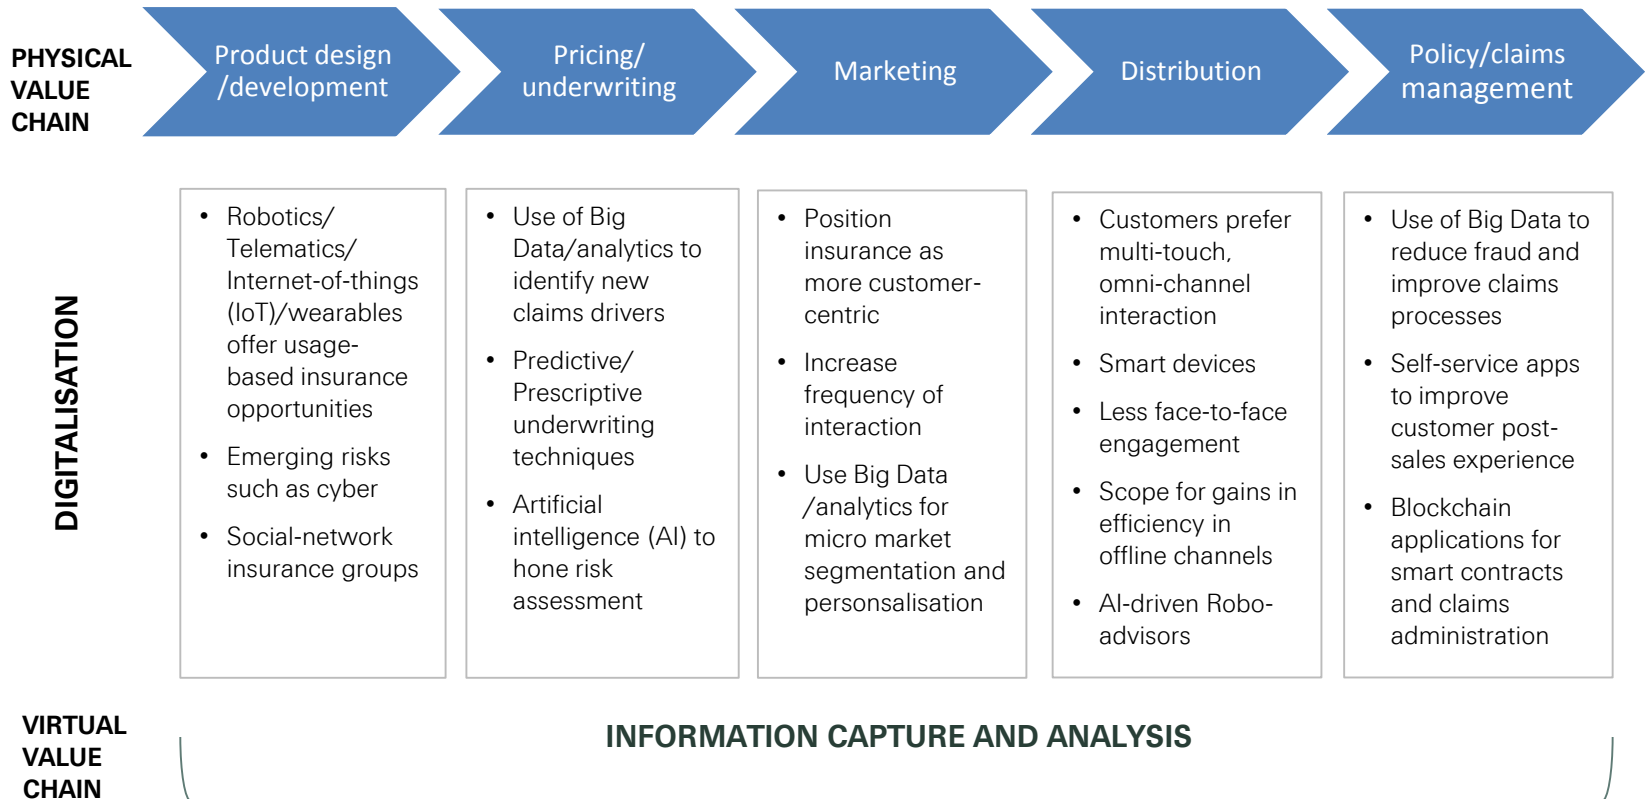 PHYSICAL
VALUE
CHAIN
Product design
/development
Pricing/
underwriting
Marketing
Distribution
Policy/claims
management
DIGITALISATION
• Robotics/
Telematics/
Internet-of-things
(IoT)/wearables
offer usage-
based insurance
opportunities
• Emerging risks
such as cyber
• Social-network
insurance groups
• Use of Big
Data/analytics to
identify new
claims drivers
• Predictive/
Prescriptive
underwriting
techniques
• Artificial
intelligence (AI) to
hone risk
assessment
• Position
insurance as
more customer-
centric
• Increase
frequency of
interaction
• Use Big Data
/analytics for
micro market
segmentation and
personsalisation
• Customers prefer
multi-touch,
omni-channel
interaction
• Smart devices
• Less face-to-face
engagement
• Scope for gains in
efficiency in
offline channels
• AI-driven Robo-
advisors
• Use of Big Data to
reduce fraud and
improve claims
processes
• Self-service apps
to improve
customer post-
sales experience
• Blockchain
applications for
smart contracts
and claims
administration
VIRTUAL
VALUE
CHAIN
INFORMATION CAPTURE AND ANALYSIS